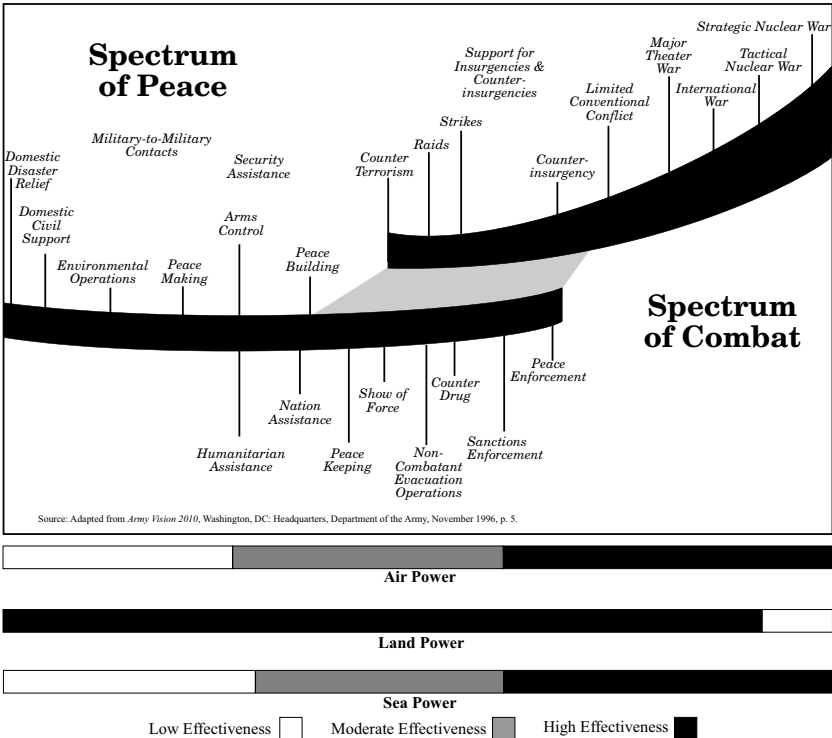 Spectrum
of Peace
Strategic Nuclear War
Major
Theater
War
Tactical
Nuclear War
Support for
Insurgencies &
Counter-
insurgencies
Limited
Conventional
Conflict
International
War
Strikes
Raids
Military-to-Military
Contacts
Domestic
Disaster
Relief
Security
Assistance
Counter
Terrorism
Counter-
insurgency
Domestic
Civil
Support
Arms
Control
Environmental
Operations
Peace
Making
Peace
Building
Spectrum
of Combat
Peace
Enforcement
Counter
Drug
Show of
Force
Nation
Assistance
Humanitarian
Assistance
Peace
Keeping
Non-
Combatant
Evacuation
Operations
Sanctions
Enforcement
Source: Adapted from Army Vision 2010, Washington, DC: Headquarters, Department of the Army, November 1996, p. 5.
Air Power
Land Power
Sea Power
Low Effectiveness Moderate Effectiveness High Effectiveness